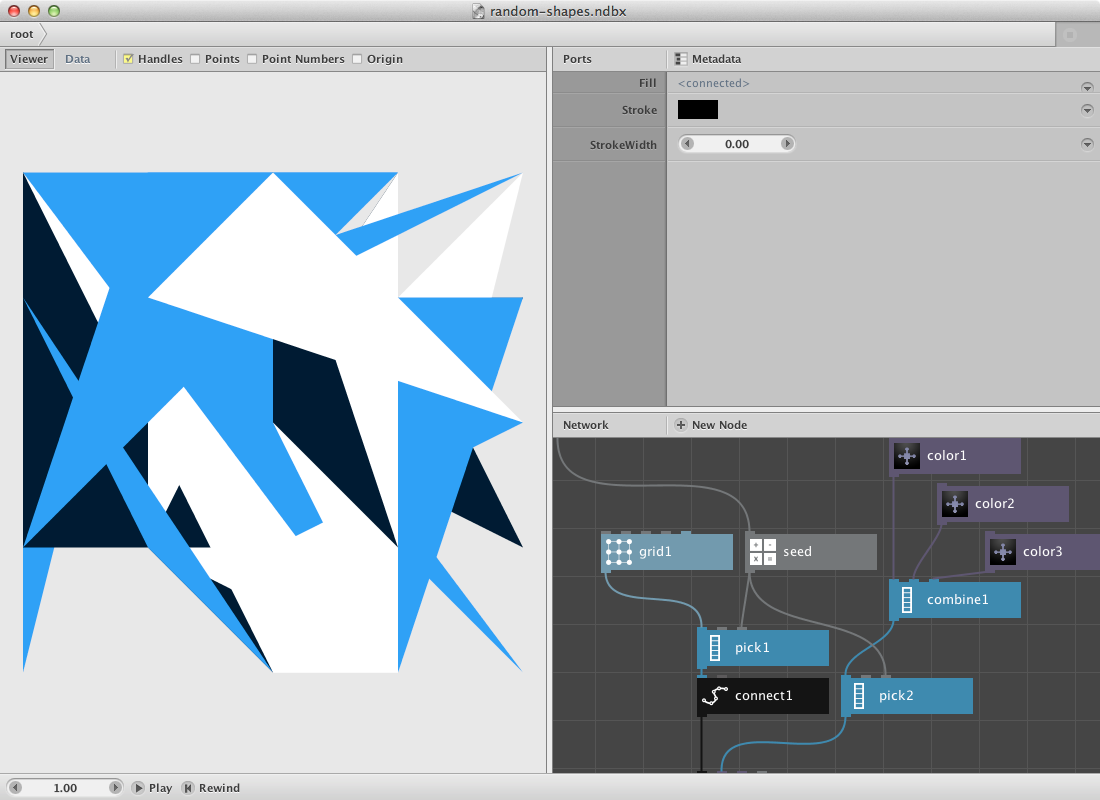 random-shapes.ndbx
root
Viewer Data Handles Points Point Numbers Origin
Ports Metadata
Fill <connected>
Stroke
StrokeWidth 0.00
Network New Node
color1
color2
grid1 seed color3
combine1
pick1
connect1 pick2
1.00 Play Rewind